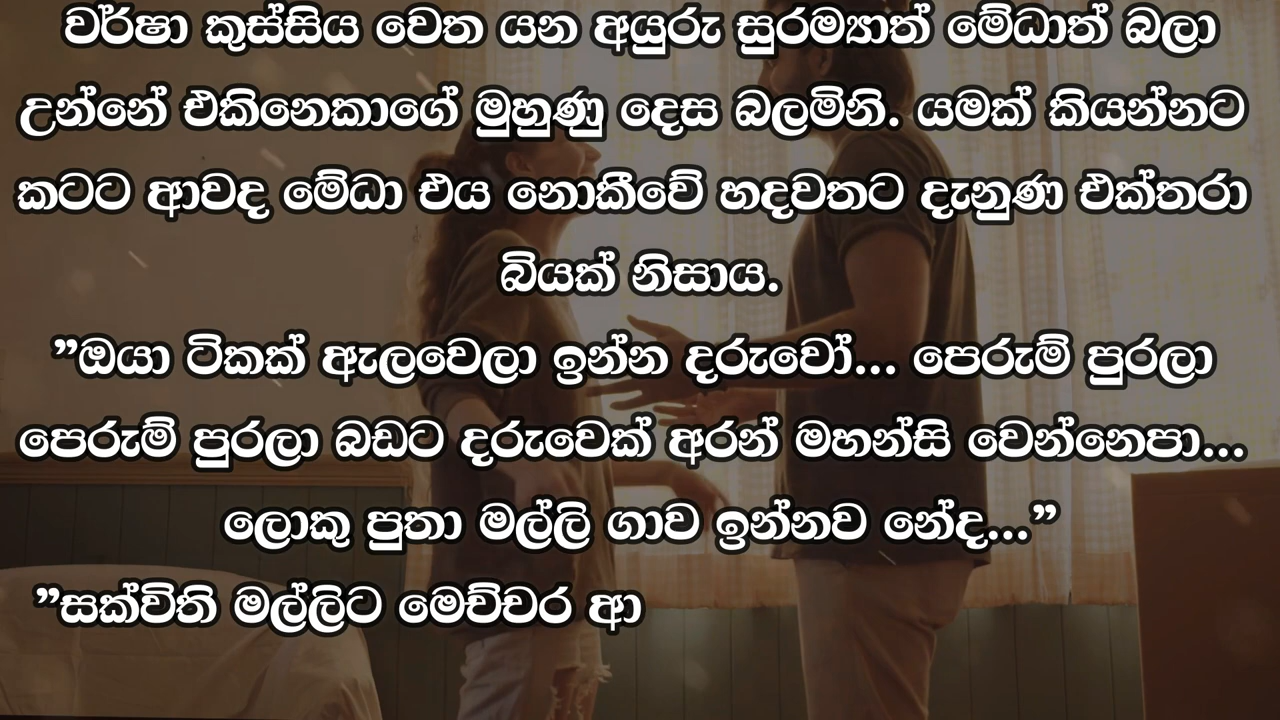 වර්ෂා කුස්සිය වෙත යන අයුරු සුරම්‍යාත් මේධාත් බලා
උන්නේ එකිනෙකාගේ මුහුණු දෙස බලමිනි. යමක් කියන්නට
කටට ආවද මේධා එය නොකීවේ හදවතට දැනුණ එක්තරා
බියක් නිසාය.
”ඔයා ටිකක් ඇලවෙලා ඉන්න දරුවෝ... පෙරුම් පුරලා
පෙරුම් පුරලා බඩට දරුවෙක් අරන් මහන්සි වෙන්නෙපා...
ලොකු පුතා මල්ලි ගාව ඉන්නව නේද...”
”සක්විති මල්ලිට මෙච්චර ආ